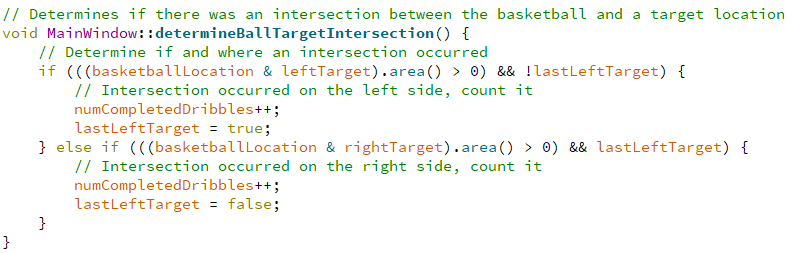 // Determines if there was an intersection between the basketball and a target location
void MainWindow::determineBallTargetIntersection() {
    // Determine if and where an intersection occurred
    if (((basketballLocation & leftTarget).area() > 0) && !lastLeftTarget) {
        // Intersection occurred on the left side, count it
        numCompletedDribbles++;
        lastLeftTarget = true;
    } else if (((basketballLocation & rightTarget).area() > 0) && lastLeftTarget) {
        // Intersection occurred on the right side, count it
        numCompletedDribbles++;
        lastLeftTarget = false;
    }
}